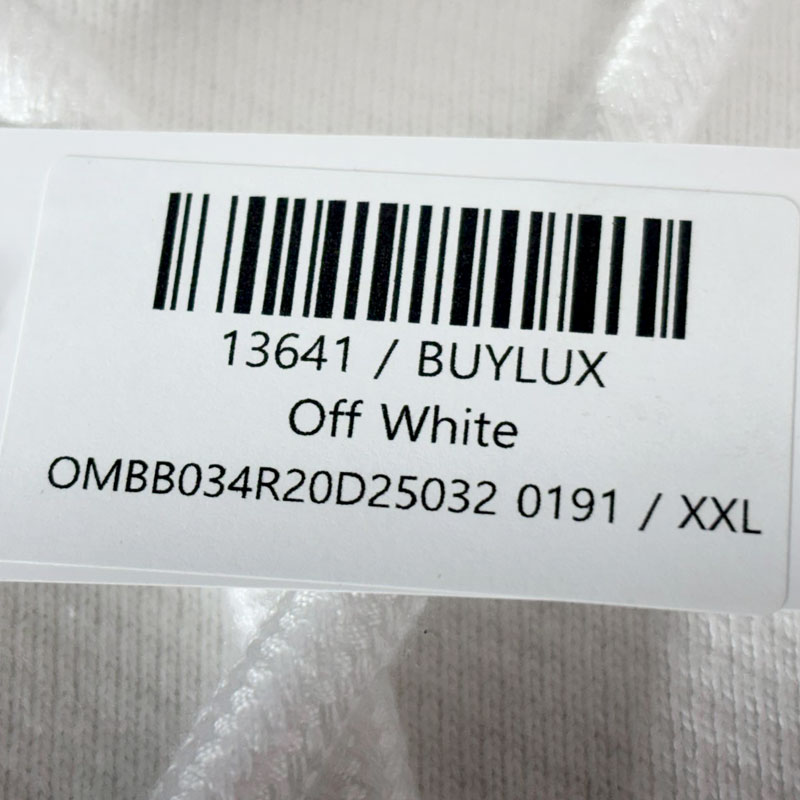 13641 / BUYLUX
Off White
OMBB034R20D25032 0191 / XXL